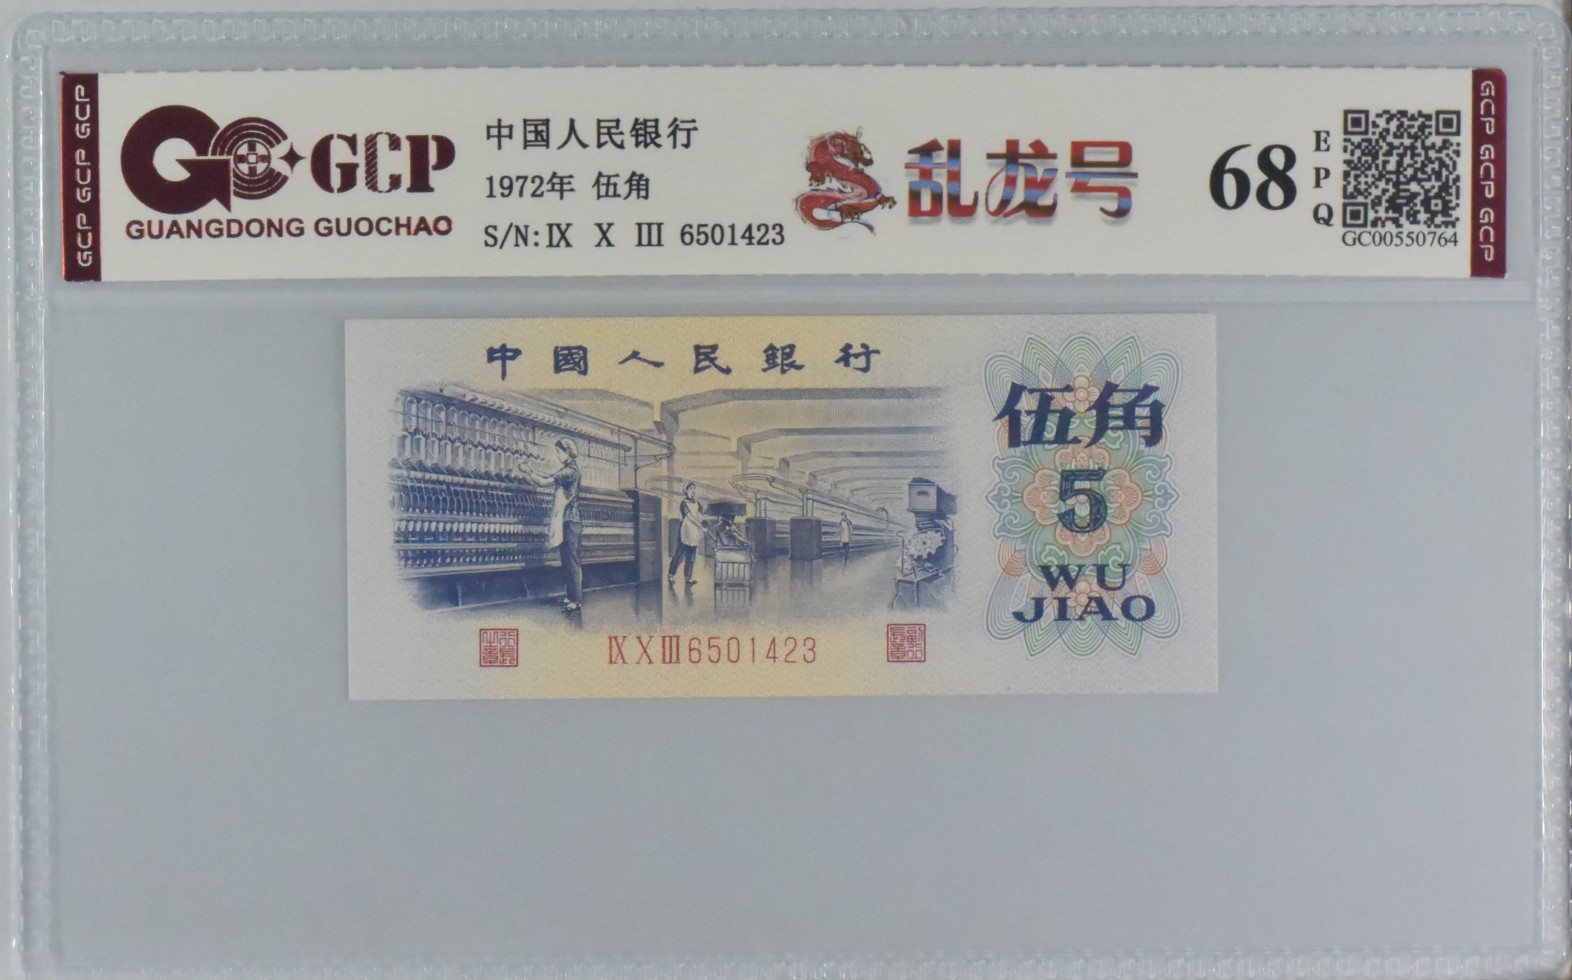 GCP GCP GCP
GCP
GUANGDONG GUOCHAO
中国人民银行
1972年 伍角
S/N:Ⅸ Ⅹ Ⅲ 6501423
乱龙号
68
EPQ
GC00550764
GCP GCP GCP
中國人民銀行
伍角
5
WU
JIAO
ⅨⅩⅢ6501423